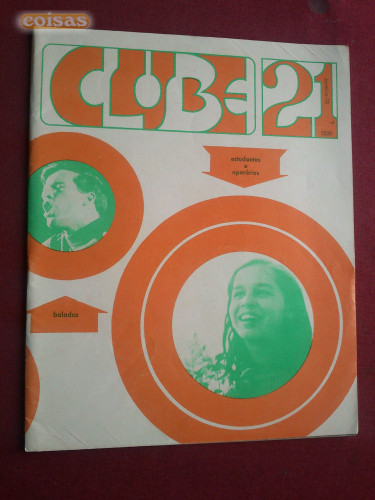 coisas
CLUBE 21
estudantes
e
operários
baladas